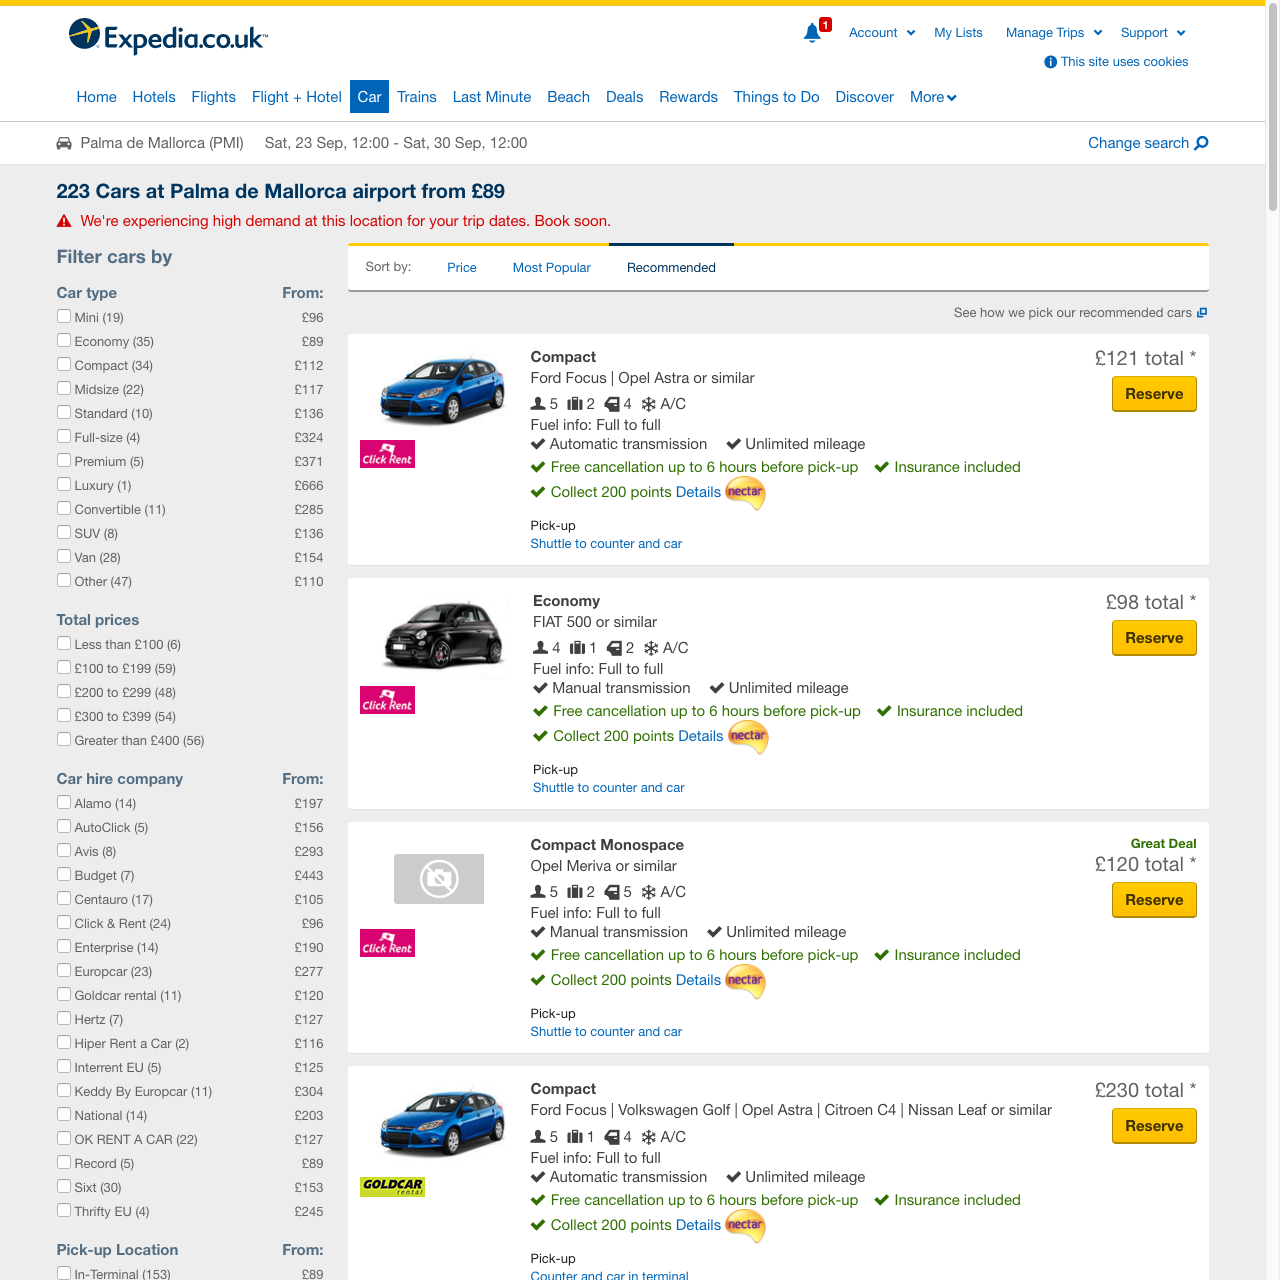 Expedia.co.uk™
1
Account
My Lists
Manage Trips
Support
This site uses cookies
Home
Hotels
Flights
Flight + Hotel
Car
Trains
Last Minute
Beach
Deals
Rewards
Things to Do
Discover
More
Palma de Mallorca (PMI)
Sat, 23 Sep, 12:00 - Sat, 30 Sep, 12:00
Change search
223 Cars at Palma de Mallorca airport from £89
We're experiencing high demand at this location for your trip dates. Book soon.
Filter cars by
Car type From:
Mini (19) £96
Economy (35) £89
Compact (34) £112
Midsize (22) £117
Standard (10) £136
Full-size (4) £324
Premium (5) £371
Luxury (1) £666
Convertible (11) £285
SUV (8) £136
Van (28) £154
Other (47) £110
Total prices
Less than £100 (6)
£100 to £199 (59)
£200 to £299 (48)
£300 to £399 (54)
Greater than £400 (56)
Car hire company From:
Alamo (14) £197
AutoClick (5) £156
Avis (8) £293
Budget (7) £443
Centauro (17) £105
Click & Rent (24) £96
Enterprise (14) £190
Europcar (23) £277
Goldcar rental (11) £120
Hertz (7) £127
Hiper Rent a Car (2) £116
Interrent EU (5) £125
Keddy By Europcar (11) £304
National (14) £203
OK RENT A CAR (22) £127
Record (5) £89
Sixt (30) £153
Thrifty EU (4) £245
Pick-up Location From:
In-Terminal (153) £89
Sort by:
Price
Most Popular
Recommended
See how we pick our recommended cars
Compact
Ford Focus | Opel Astra or similar
5 2 4 A/C
Fuel info: Full to full
Automatic transmission Unlimited mileage
Free cancellation up to 6 hours before pick-up Insurance included
Collect 200 points Details nectar
Pick-up
Shuttle to counter and car
Click Rent
£121 total *
Reserve
Economy
FIAT 500 or similar
4 1 2 A/C
Fuel info: Full to full
Manual transmission Unlimited mileage
Free cancellation up to 6 hours before pick-up Insurance included
Collect 200 points Details nectar
Pick-up
Shuttle to counter and car
Click Rent
£98 total *
Reserve
Compact Monospace
Opel Meriva or similar
5 2 5 A/C
Fuel info: Full to full
Manual transmission Unlimited mileage
Free cancellation up to 6 hours before pick-up Insurance included
Collect 200 points Details nectar
Pick-up
Shuttle to counter and car
Click Rent
Great Deal
£120 total *
Reserve
Compact
Ford Focus | Volkswagen Golf | Opel Astra | Citroen C4 | Nissan Leaf or similar
5 1 4 A/C
Fuel info: Full to full
Automatic transmission Unlimited mileage
Free cancellation up to 6 hours before pick-up Insurance included
Collect 200 points Details nectar
Pick-up
Counter and car in terminal
GOLDCAR rental
£230 total *
Reserve